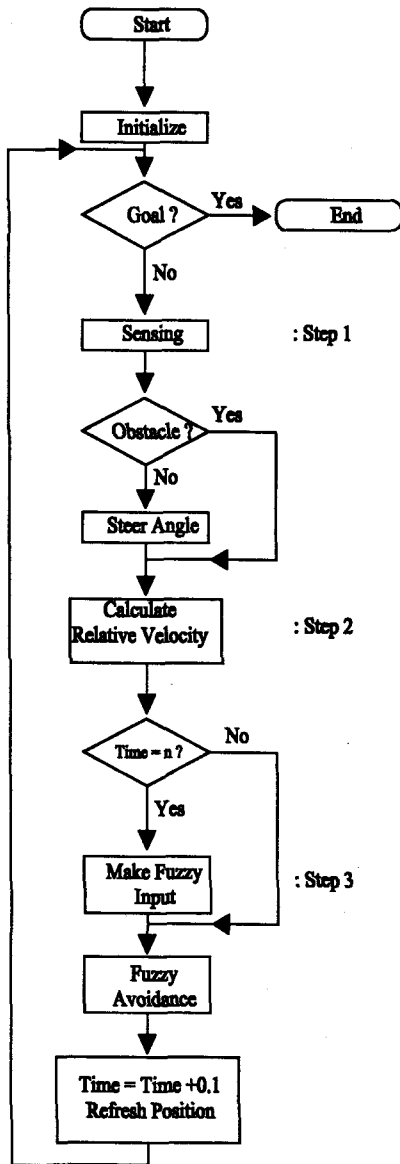 Start
Initialize
Goal ?
Yes
End
No
Sensing
: Step 1
Obstacle ?
Yes
No
Steer Angle
Calculate
Relative Velocity
: Step 2
Time = n ?
No
Yes
Make Fuzzy
Input
: Step 3
Fuzzy
Avoidance
Time = Time +0.1
Refresh Position